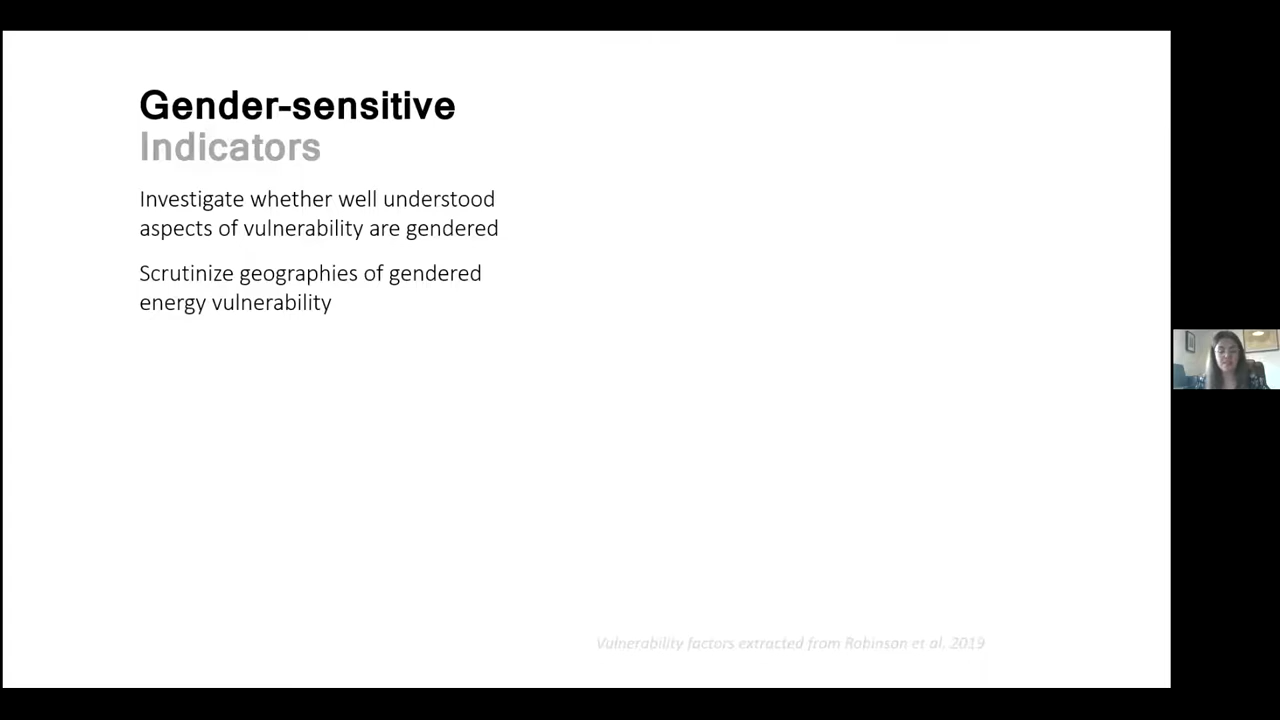 Gender-sensitive
Indicators
Investigate whether well understood
aspects of vulnerability are gendered
Scrutinize geographies of gendered
energy vulnerability
Vulnerability factors extracted from Robinson et al. 2019